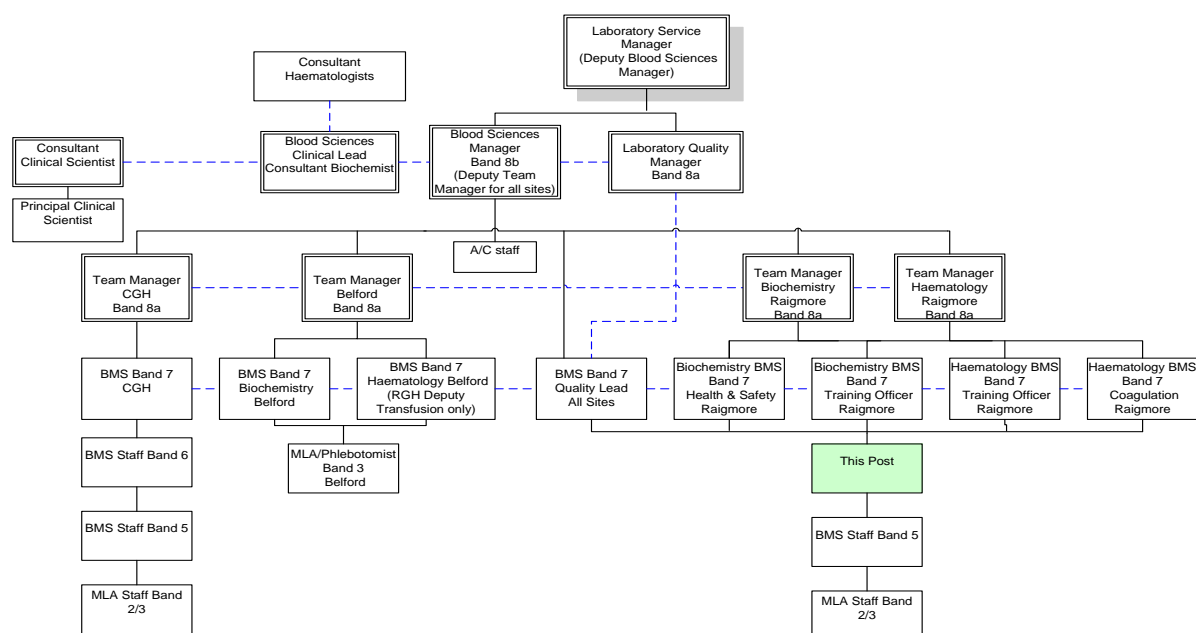 Laboratory Service
Manager
(Deputy Blood Sciences
Manager)
Consultant
Haematologists
Consultant
Clinical Scientist
Blood Sciences
Clinical Lead
Consultant Biochemist
Blood Sciences
Manager
Band 8b
(Deputy Team
Manager for all sites)
Laboratory Quality
Manager
Band 8a
Principal Clinical
Scientist
A/C staff
Team Manager
CGH
Band 8a
Team Manager
Belford
Band 8a
Team Manager
Biochemistry
Raigmore
Band 8a
Team Manager
Haematology
Raigmore
Band 8a
BMS Band 7
CGH
BMS Band 7
Biochemistry
Belford
BMS Band 7
Haematology Belford
(RGH Deputy
Transfusion only)
BMS Band 7
Quality Lead
All Sites
Biochemistry BMS
Band 7
Health & Safety
Raigmore
Biochemistry BMS
Band 7
Training Officer
Raigmore
Haematology BMS
Band 7
Training Officer
Raigmore
Haematology BMS
Band 7
Coagulation
Raigmore
BMS Staff Band 6
MLA/Phlebotomist
Band 3
Belford
This Post
BMS Staff Band 5
BMS Staff Band 5
MLA Staff Band
2/3
MLA Staff Band
2/3